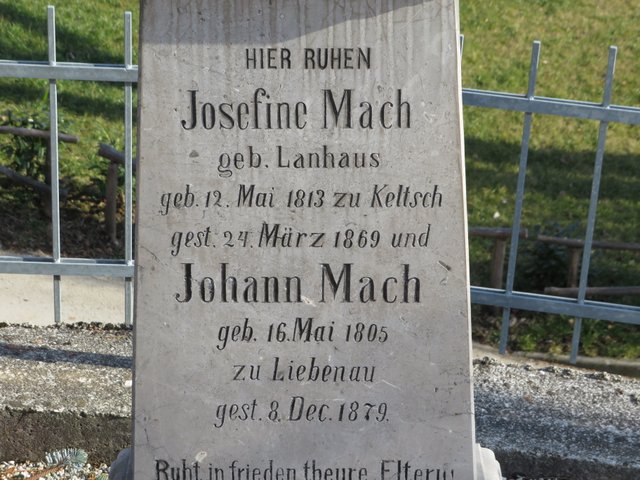 HIER RUHEN
Josefine Mach
geb. Lanhaus
geb. 12. Mai 1813 zu Keltsch
gest. 24. März 1869 und
Johann Mach
geb. 16. Mai 1805
zu Liebenau
gest. 8. Dec. 1879.
Ruht in frieden theure Eltern